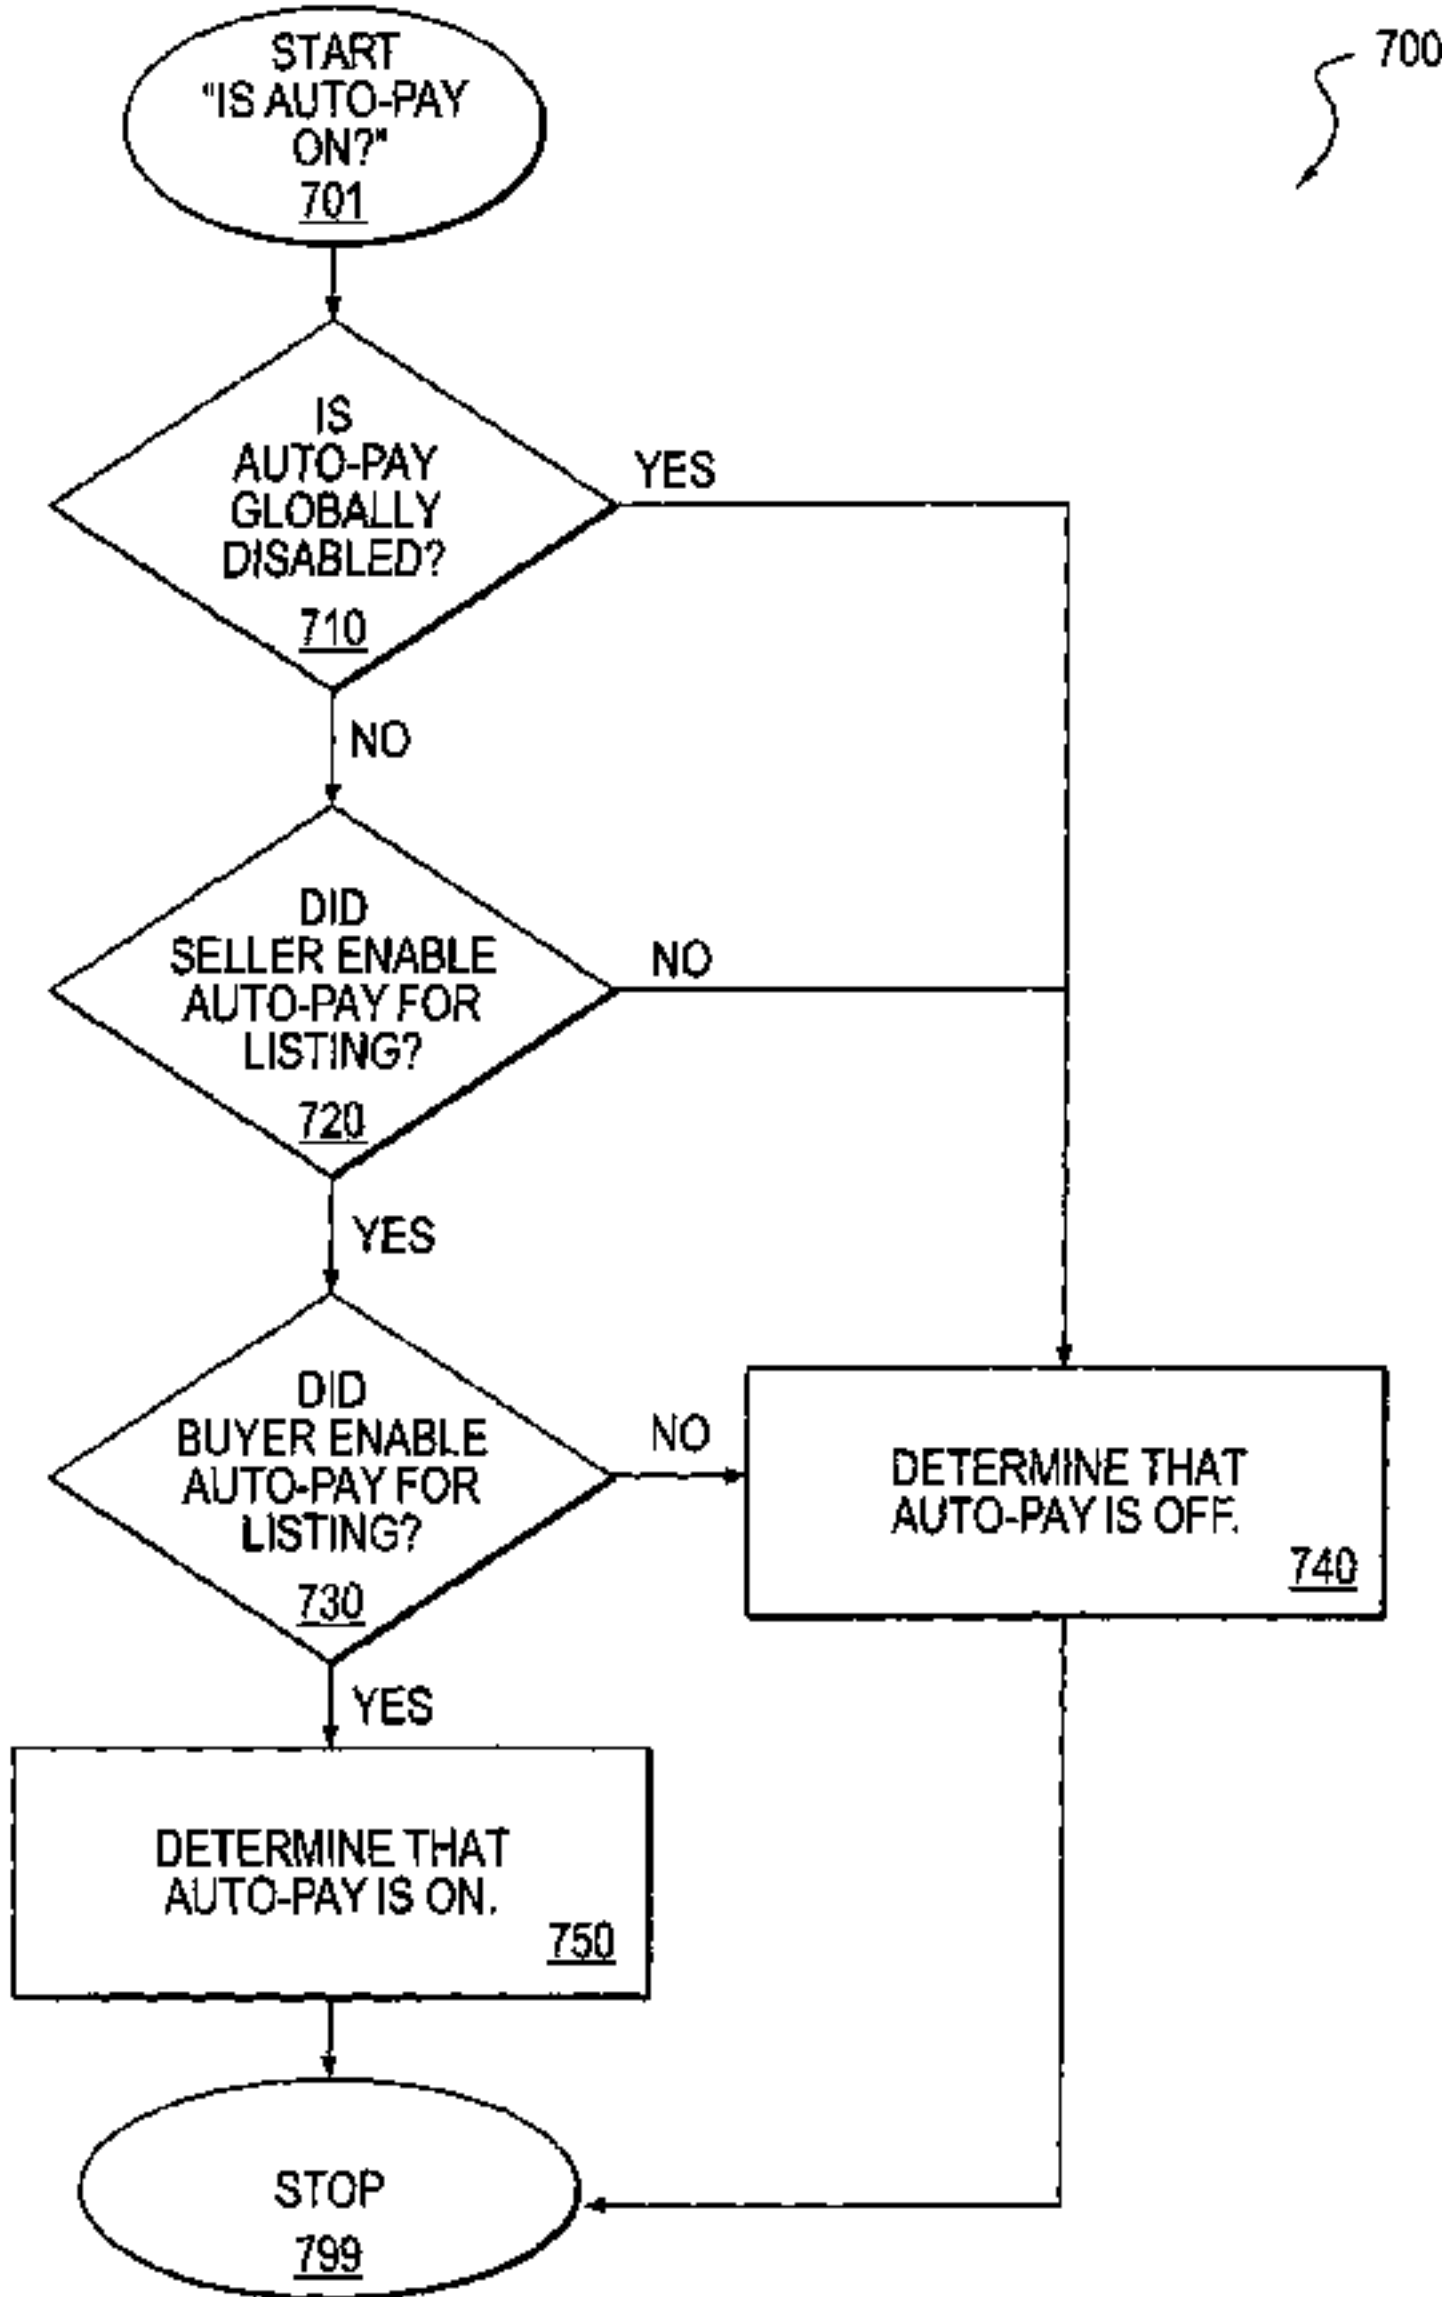 START
"IS AUTO-PAY
ON?"
701
700
IS
AUTO-PAY
GLOBALLY
DISABLED?
710
YES
NO
DID
SELLER ENABLE
AUTO-PAY FOR
LISTING?
720
NO
YES
DID
BUYER ENABLE
AUTO-PAY FOR
LISTING?
730
NO
DETERMINE THAT
AUTO-PAY IS OFF.
740
YES
DETERMINE THAT
AUTO-PAY IS ON.
750
STOP
799